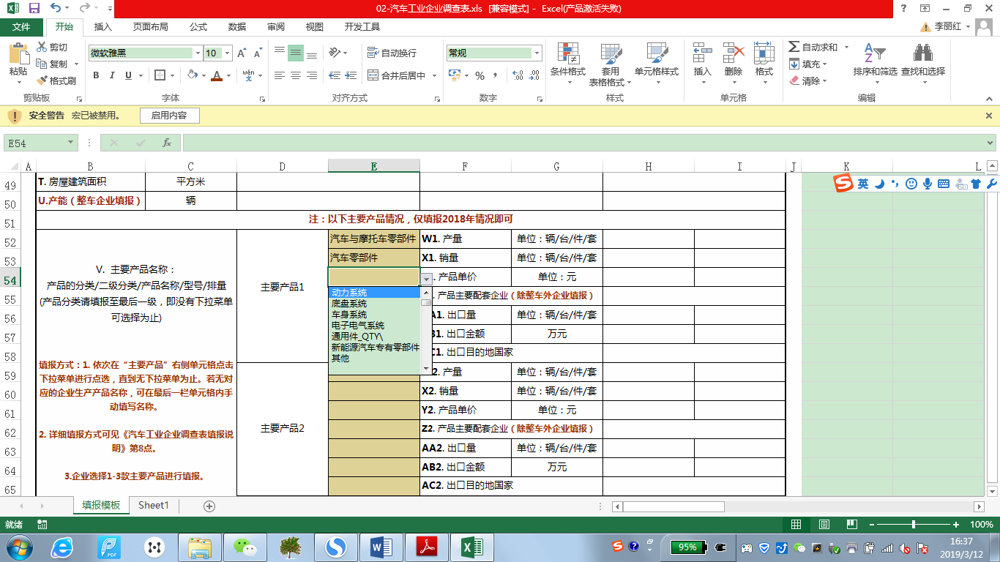 02-汽车工业企业调查表.xls [兼容模式] - Excel(产品激活失败)
文件 开始 插入 页面布局 公式 数据 审阅 视图 开发工具 李丽红
粘贴 剪切 复制 格式刷
微软雅黑 10
B I U A wén
自动换行
合并后居中
常规
条件格式 套用 表格格式 单元格样式
插入 删除 格式
自动求和 填充 清除
排序和筛选 查找和选择
剪贴板 字体 对齐方式 数字 样式 单元格 编辑
安全警告 宏已被禁用。 启用内容
E54 fx
A B C D E F G H I J K L
49 T. 房屋建筑面积 平方米
50 U.产能（整车企业填报） 辆
51 注：以下主要产品情况，仅填报2018年情况即可
52 汽车与摩托车零部件 W1. 产量 单位：辆/台/件/套
53 汽车零部件 X1. 销量 单位：辆/台/件/套
54 . 产品单价 单位：元
55 . 产品主要配套企业（除整车外企业填报）
56 A1. 出口量 单位：辆/台/件/套
57 B1. 出口金额 万元
58 C1. 出口目的地国家
59 2. 产量 单位：辆/台/件/套
60 X2. 销量 单位：辆/台/件/套
61 Y2. 产品单价 单位：元
62 Z2. 产品主要配套企业（除整车外企业填报）
63 AA2. 出口量 单位：辆/台/件/套
64 AB2. 出口金额 万元
65 AC2. 出口目的地国家
V. 主要产品名称：
产品的分类/二级分类/产品名称/型号/排量
(产品分类请填报至最后一级，即没有下拉菜单
可选择为止)
填报方式：1. 依次在“主要产品”右侧单元格点击
下拉菜单进行点选，直到无下拉菜单为止。若无对
应的企业生产产品名称，可在最后一栏单元格内手
动填写名称。
2. 详细填报方式可见《汽车工业企业调查表填报说
明》第8点。
3.企业选择1-3款主要产品进行填报。
主要产品1
主要产品2
动力系统
底盘系统
车身系统
电子电气系统
通用件_QTY\
新能源汽车专有零部件
其他
英
填报模板 Sheet1
就绪 100%
95%
16:37
2019/3/12